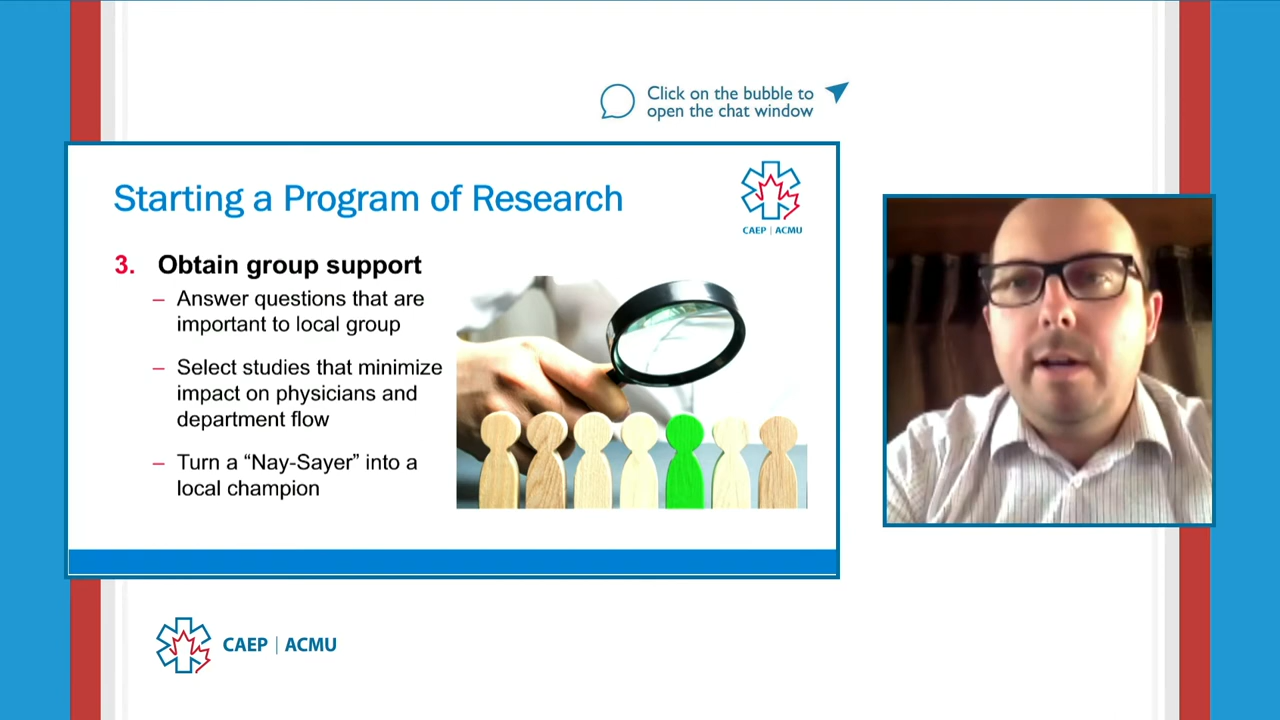 Click on the bubble to
open the chat window
Starting a Program of Research
CAEP | ACMU
3. Obtain group support
– Answer questions that are
important to local group
– Select studies that minimize
impact on physicians and
department flow
– Turn a “Nay-Sayer” into a
local champion
CAEP | ACMU